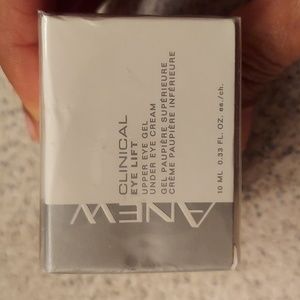 ANEW
CLINICAL
EYE LIFT
UPPER EYE GEL
UNDER EYE CREAM
GEL PAUPIÈRE SUPÉRIEURE
CRÈME PAUPIÈRE INFÉRIEURE
10 ML 0.33 FL. OZ. ea./ch.